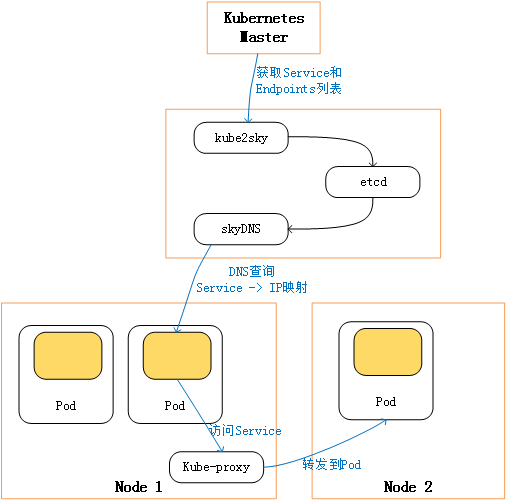 Kubernetes
Master
获取Service和
Endpoints列表
kube2sky
etcd
skyDNS
DNS查询
Service -> IP映射
Pod
Pod
Pod
访问Service
Kube-proxy
转发到Pod
Node 1
Node 2